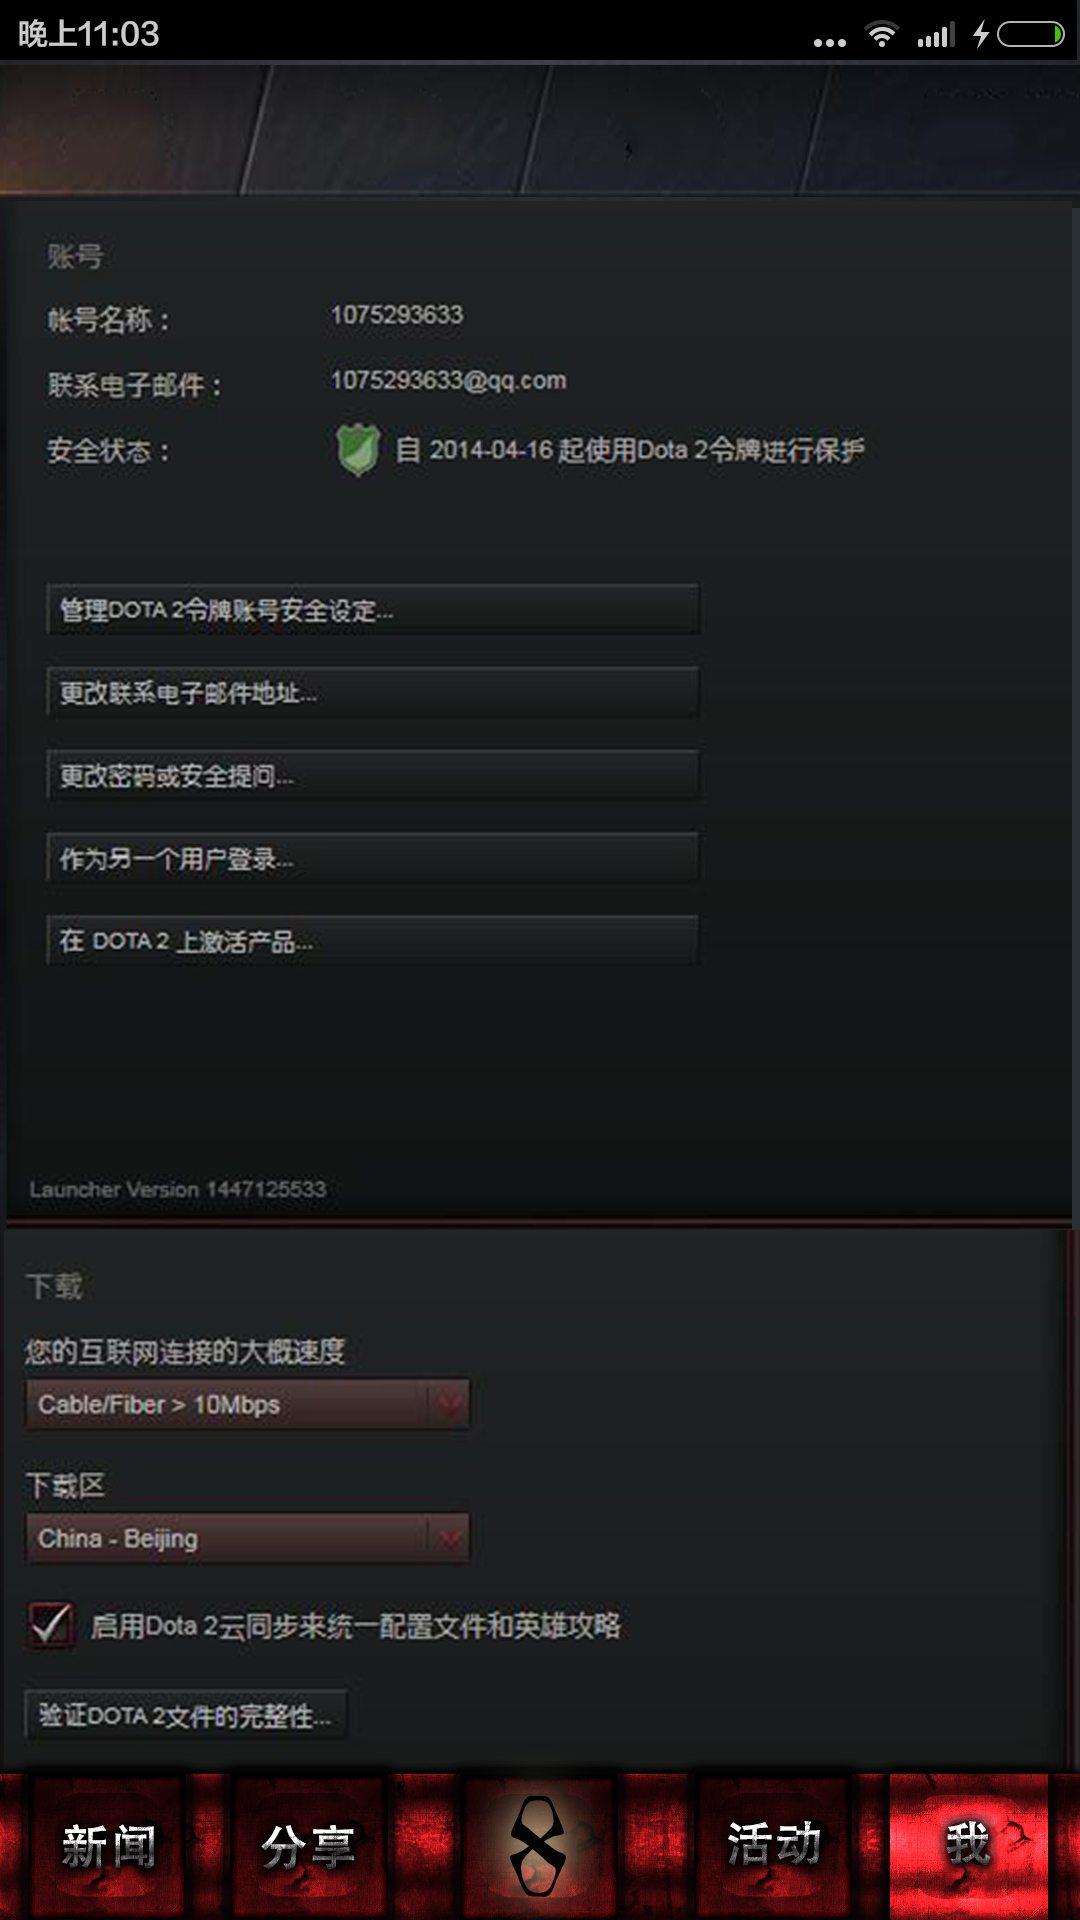 晚上11:03
账号
帐号名称： 1075293633
联系电子邮件： 1075293633@qq.com
安全状态： 自 2014-04-16 起使用Dota 2令牌进行保护
管理DOTA 2令牌账号安全设定...
更改联系电子邮件地址...
更改密码或安全提问...
作为另一个用户登录...
在 DOTA 2 上激活产品...
Launcher Version 1447125533
下载
您的互联网连接的大概速度
Cable/Fiber > 10Mbps
下载区
China - Beijing
启用Dota 2云同步来统一配置文件和英雄攻略
验证DOTA 2文件的完整性...
新闻 分享 活动 我